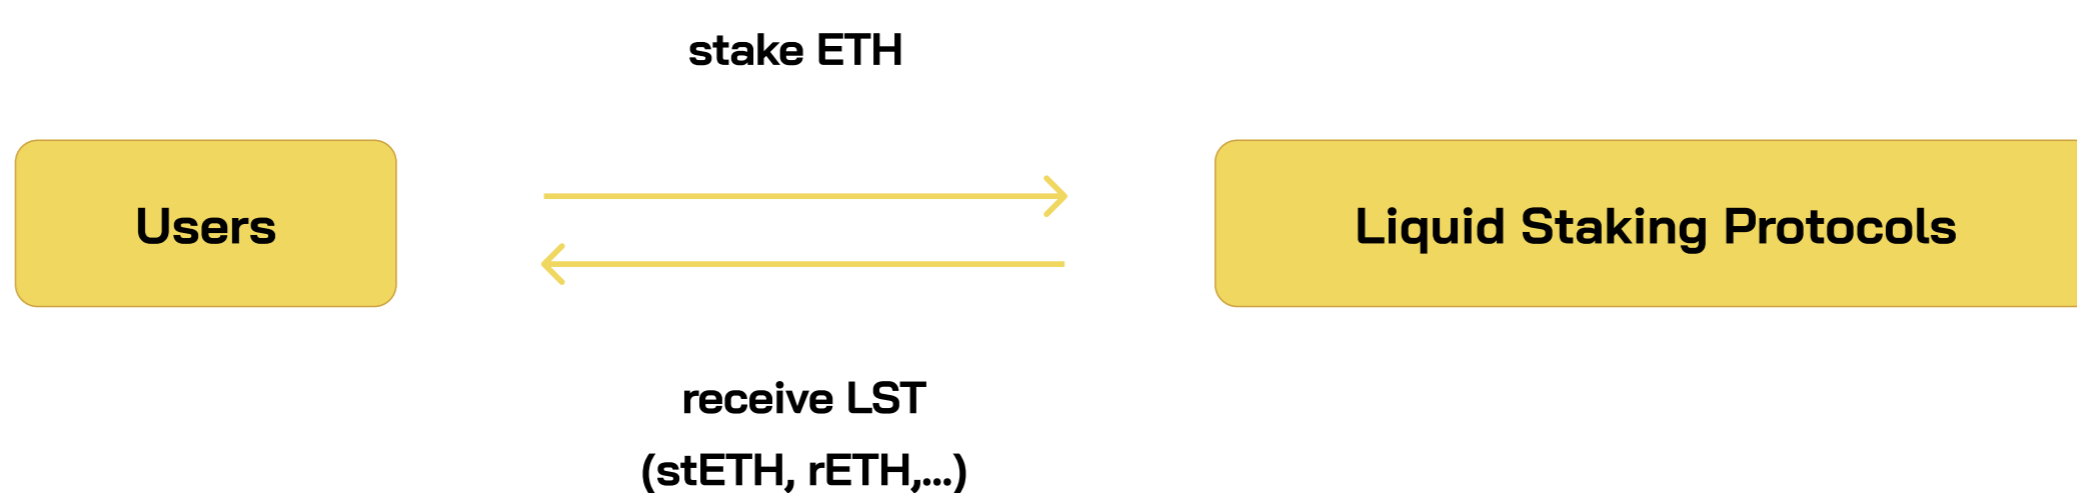 stake ETH
Users
Liquid Staking Protocols
receive LST
(stETH, rETH,...)